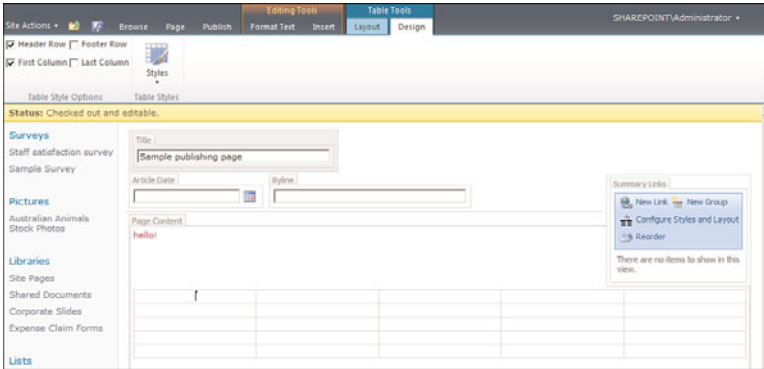 Editing Tools Table Tools
Site Actions Browse Page Publish Format Text Insert Layout Design SHAREPOINT\Administrator
Header Row Footer Row
First Column Last Column
Styles
Table Style Options Table Styles
Status: Checked out and editable.
Surveys
Staff satisfaction survey
Sample Survey
Pictures
Australian Animals
Stock Photos
Libraries
Site Pages
Shared Documents
Corporate Slides
Expense Claim Forms
Lists
Title
Sample publishing page
Article Date Byline
Page Content
hello!
Summary Links
New Link New Group
Configure Styles and Layout
Reorder
There are no items to show in this
view.